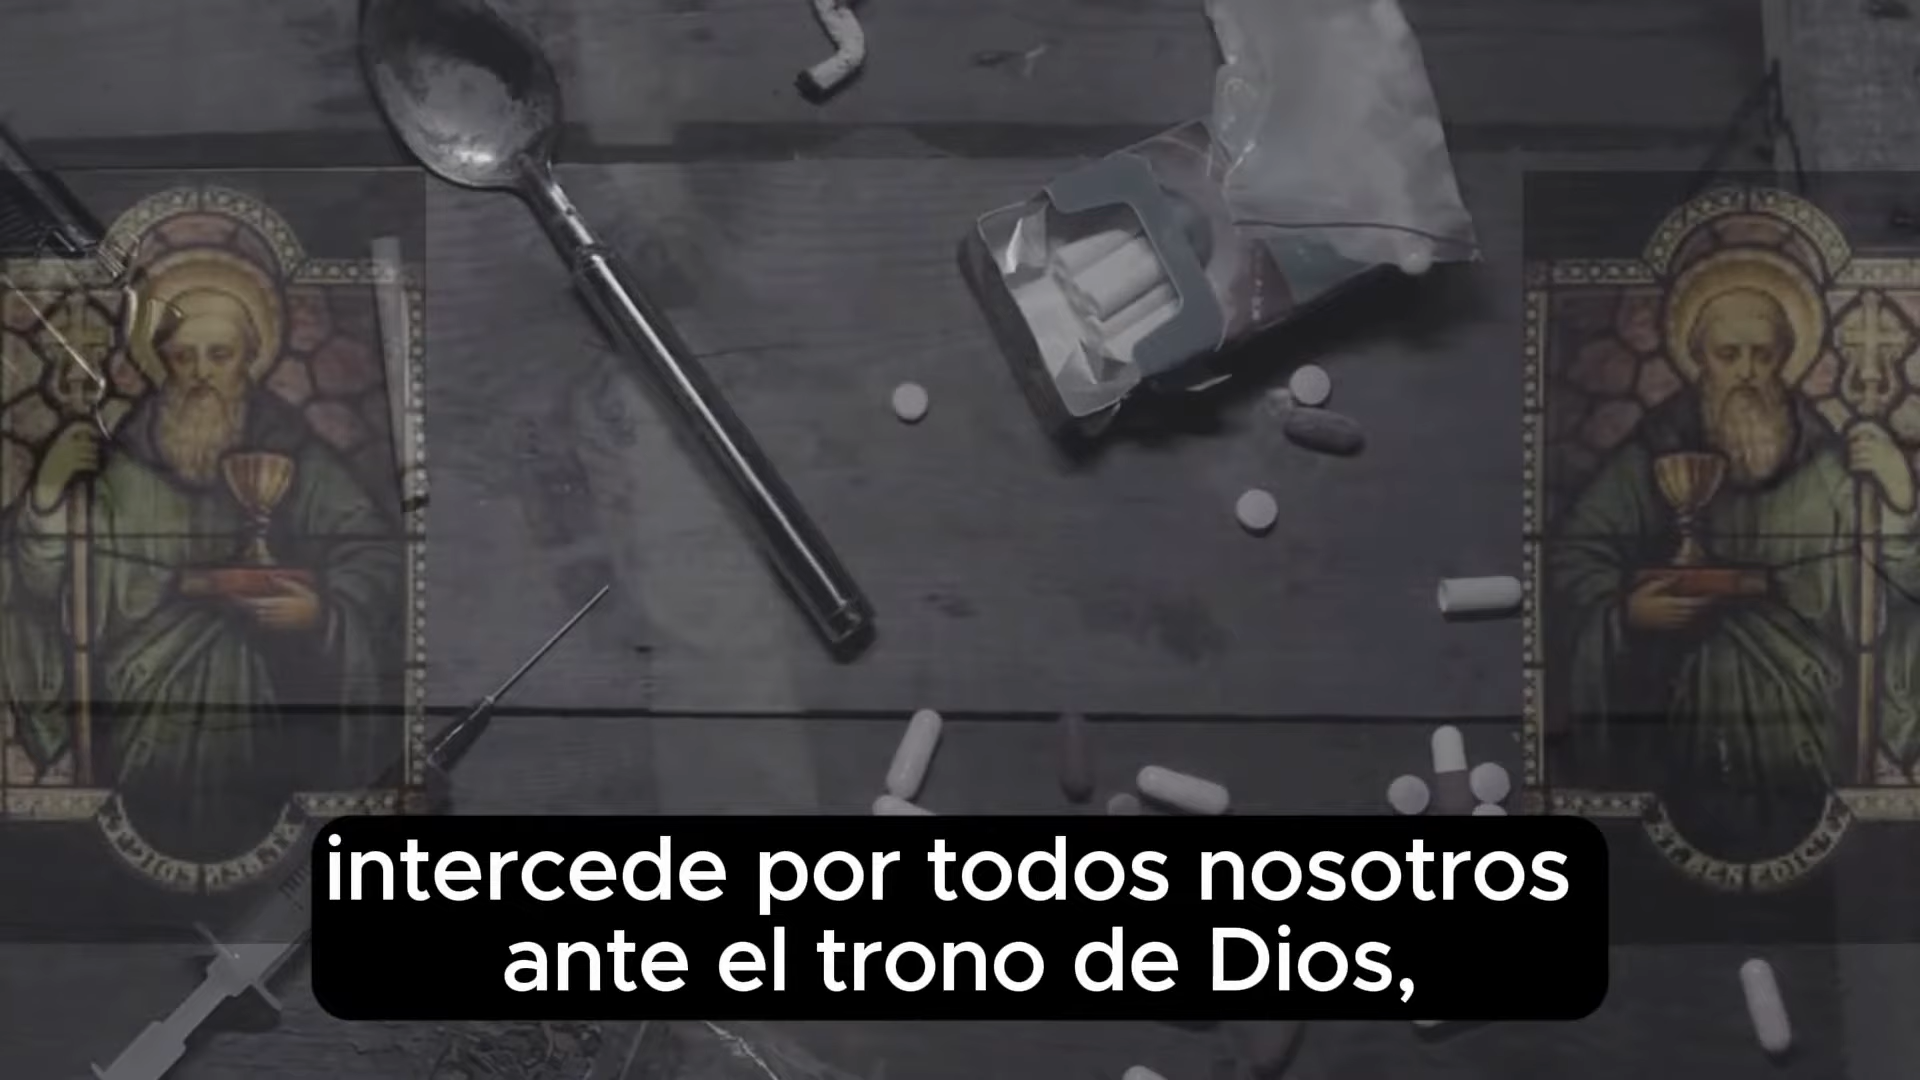 intercede por todos nosotros
ante el trono de Dios,